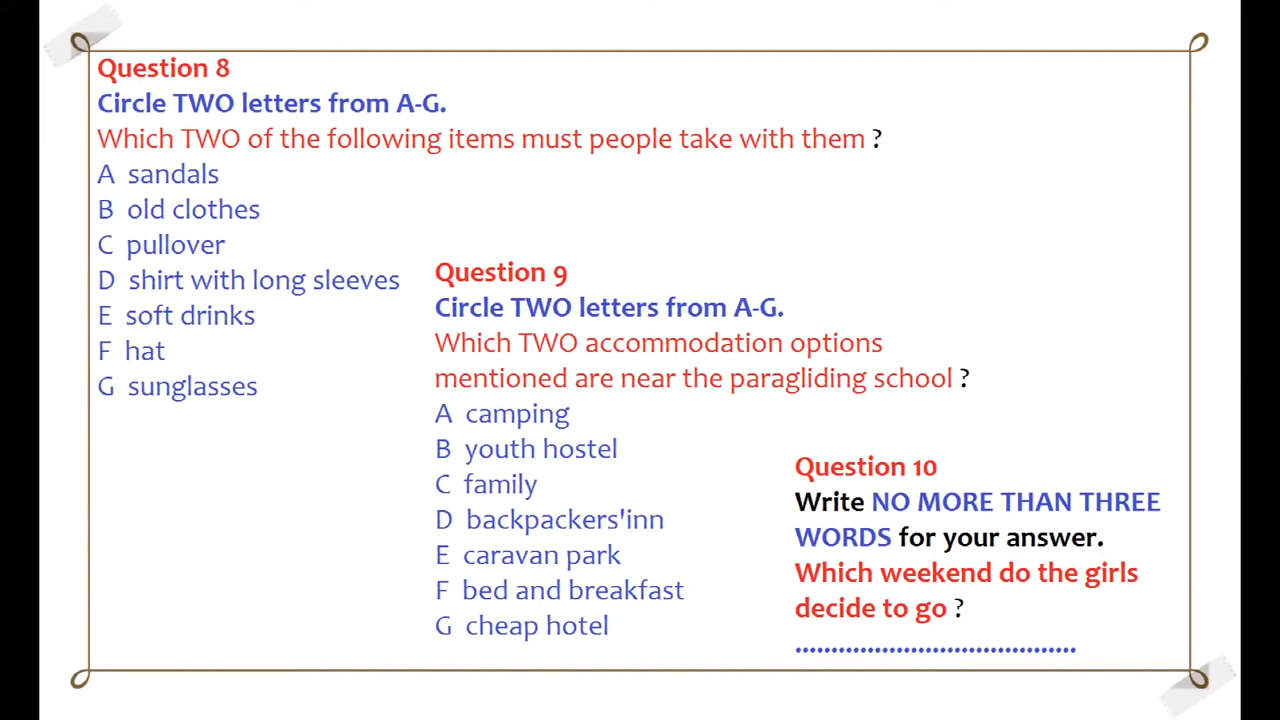 Question 8
Circle TWO letters from A-G.
Which TWO of the following items must people take with them ?
A sandals
B old clothes
C pullover
D shirt with long sleeves
E soft drinks
F hat
G sunglasses
Question 9
Circle TWO letters from A-G.
Which TWO accommodation options
mentioned are near the paragliding school ?
A camping
B youth hostel
C family
D backpackers'inn
E caravan park
F bed and breakfast
G cheap hotel
Question 10
Write NO MORE THAN THREE
WORDS for your answer.
Which weekend do the girls
decide to go ?
.......................................